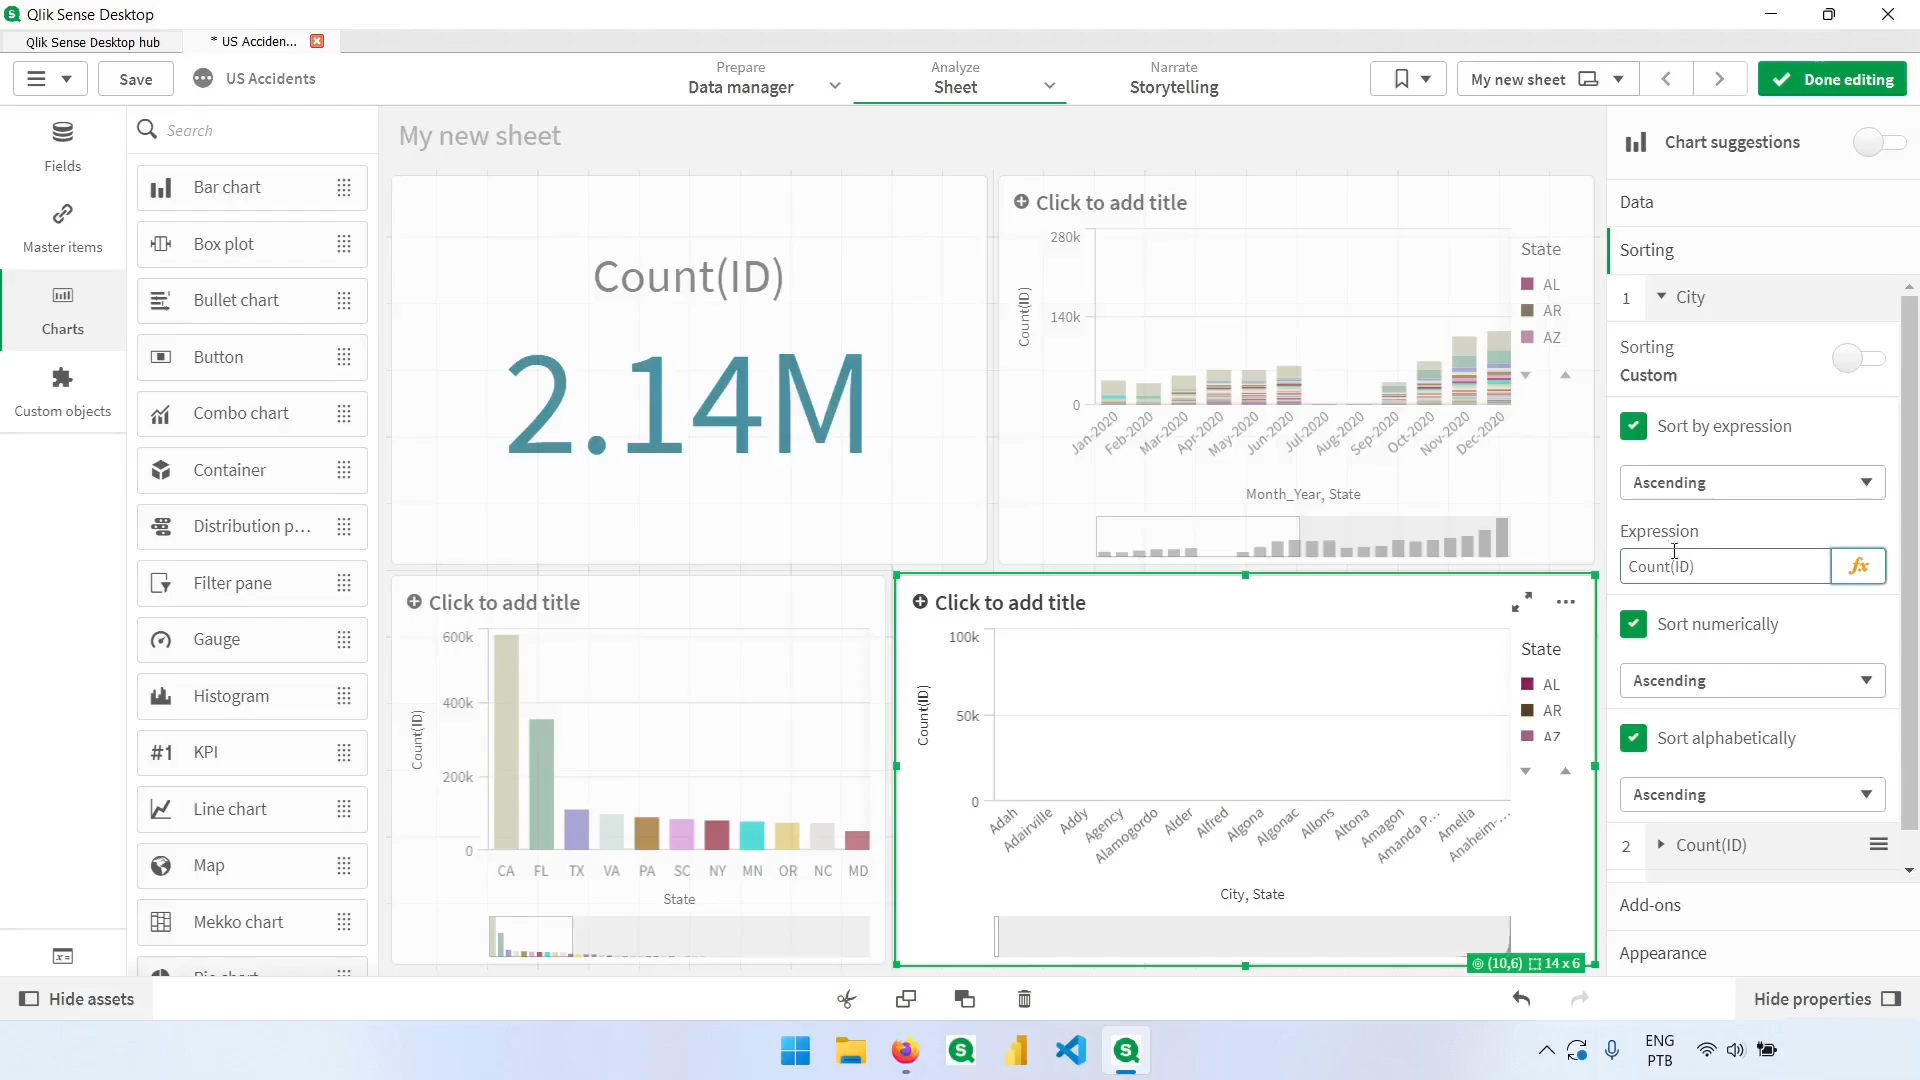 Qlik Sense Desktop
Qlik Sense Desktop hub
* US Acciden...
Save
US Accidents
Prepare
Data manager
Analyze
Sheet
Narrate
Storytelling
My new sheet
Done editing
Fields
Master items
Charts
Custom objects
Search
Bar chart
Box plot
Bullet chart
Button
Combo chart
Container
Distribution p...
Filter pane
Gauge
Histogram
#1 KPI
Line chart
Map
Mekko chart
My new sheet
Count(ID)
2.14M
Click to add title
280k
140k
0
Count(ID)
Jan-2020
Feb-2020
Mar-2020
Apr-2020
May-2020
Jun-2020
Jul-2020
Aug-2020
Sep-2020
Oct-2020
Nov-2020
Dec-2020
Month_Year, State
State
AL
AR
AZ
Click to add title
600k
400k
200k
0
Count(ID)
CA FL TX VA PA SC NY MN OR NC MD
State
Click to add title
100k
50k
0
Count(ID)
Adah
Adairville
Addy
Agency
Alamogordo
Alder
Alfred
Algona
Algonac
Allons
Altona
Amagon
Amanda P...
Amelia
Anaheim-...
City, State
State
AL
AR
AZ
(10,6) 14 x 6
Chart suggestions
Data
Sorting
1 City
Sorting
Custom
Sort by expression
Ascending
Expression
Count(ID)
fx
Sort numerically
Ascending
Sort alphabetically
Ascending
2 Count(ID)
Add-ons
Appearance
Hide assets
Hide properties
ENG
PTB